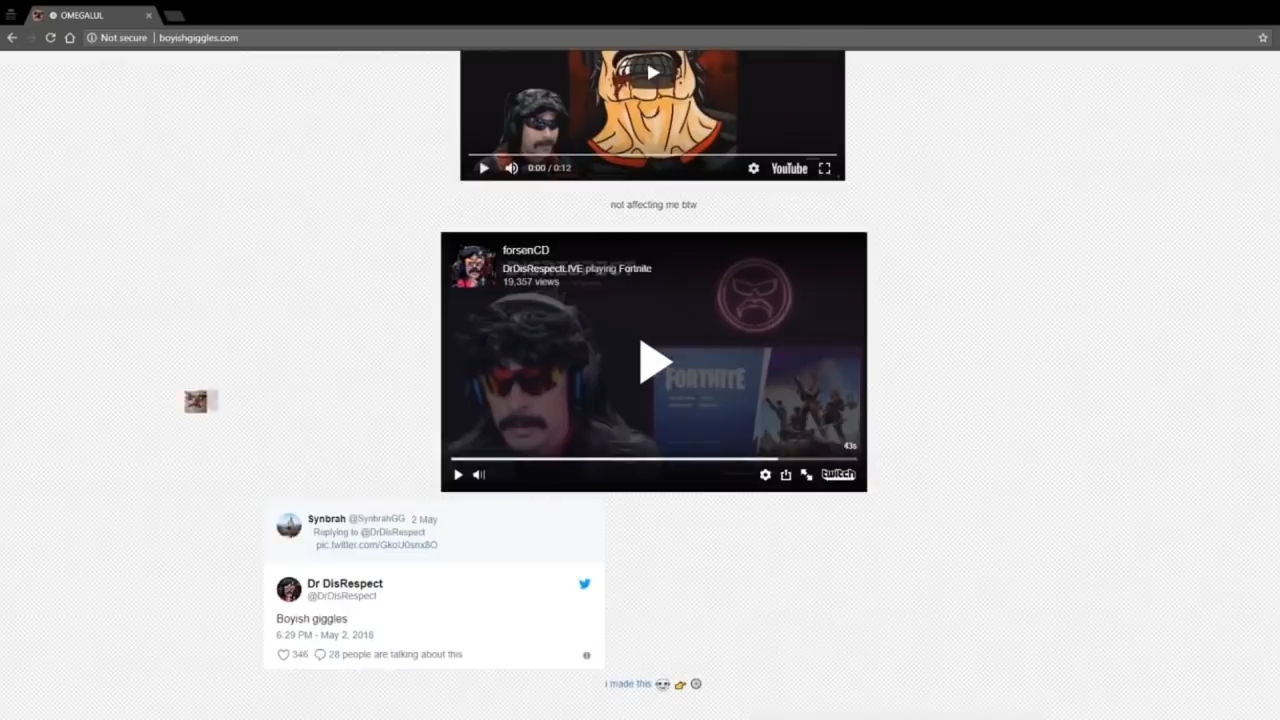 OMEGALUL
Not secure | boyishgiggles.com
0:00 / 0:12
YouTube
not affecting me btw
forsenCD
DrDisRespectLIVE playing Fortnite
19,357 views
FORTNITE
43s
twitch
Synbrah @SynbrahGG 2 May
Replying to @DrDisRespect
pic.twitter.com/GkoU0snx8O
Dr DisRespect
@DrDisRespect
Boyish giggles
6:29 PM - May 2, 2018
346 28 people are talking about this
i made this